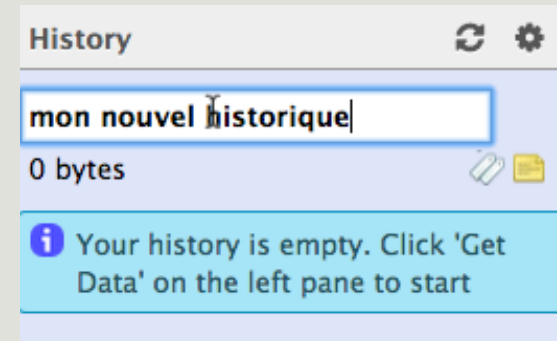 History
mon nouvel historique
0 bytes
Your history is empty. Click 'Get
Data' on the left pane to start